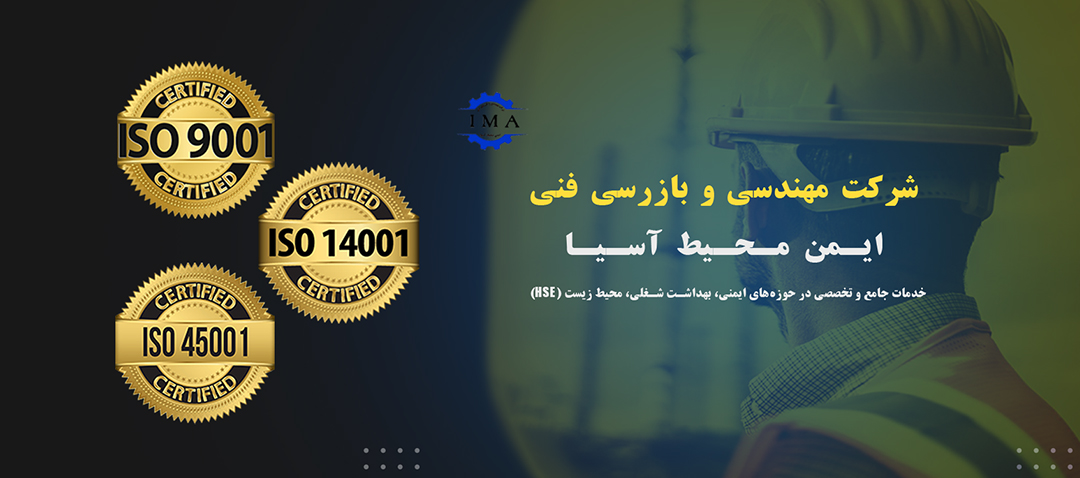 CERTIFIED
ISO 9001
CERTIFIED
CERTIFIED
ISO 14001
CERTIFIED
CERTIFIED
ISO 45001
CERTIFIED
IMA
شرکت مهندسی و بازرسی فنی
ایمن محیط آسیا
خدمات جامع و تخصصی در حوزه‌های ایمنی، بهداشت شغلی، محیط زیست (HSE)